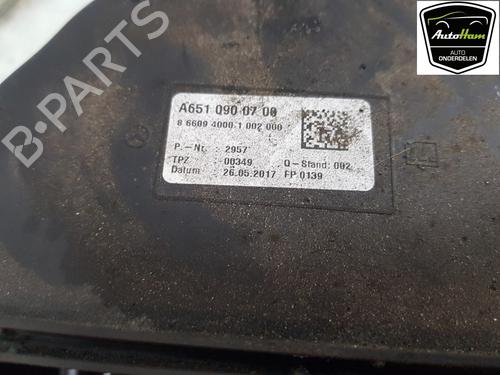 AutoHam
AUTO
ONDERDELEN
B-PARTS
A651 090 07 00
8 6609 4000-1 002 000
P.-Nr. : 2957
TPZ : 00349 Q-Stand: 002
Datum : 26.05.2017 FP 0139